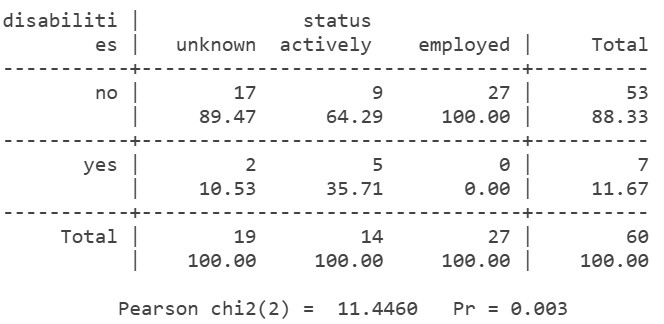 disabiliti |              status
        es |   unknown  actively   employed |     Total
-----------+---------------------------------+----------
        no |        17         9         27 |        53
           |     89.47     64.29     100.00 |     88.33
-----------+---------------------------------+----------
       yes |         2         5          0 |         7
           |     10.53     35.71       0.00 |     11.67
-----------+---------------------------------+----------
     Total |        19        14         27 |        60
           |    100.00    100.00     100.00 |    100.00
Pearson chi2(2) =  11.4460   Pr = 0.003